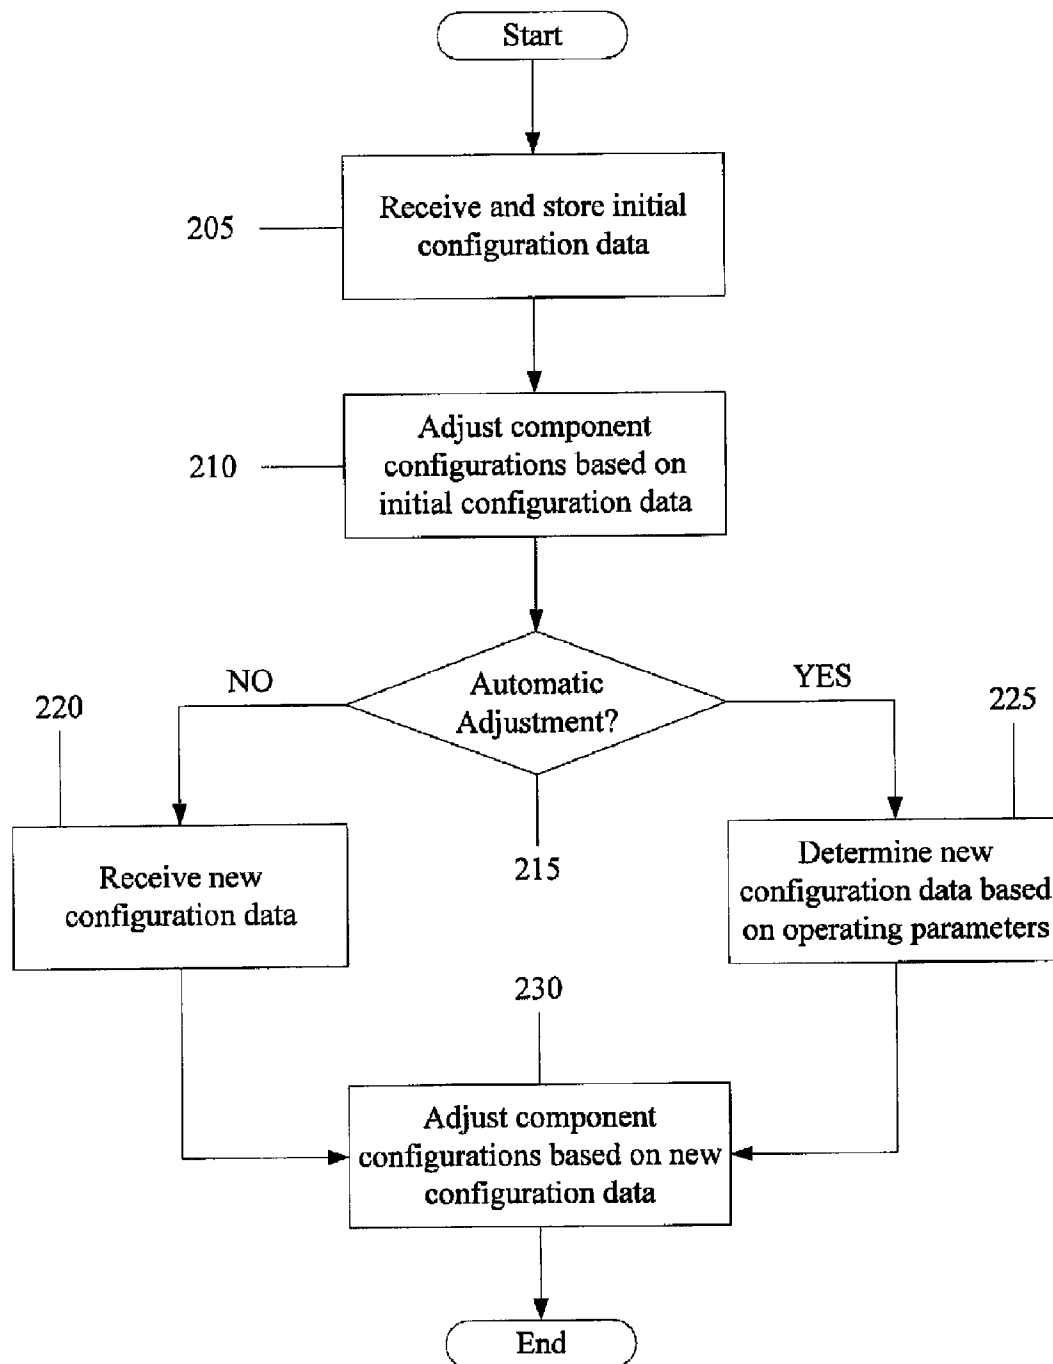 Start
205
Receive and store initial
configuration data
210
Adjust component
configurations based on
initial configuration data
NO
Automatic
Adjustment?
YES
215
220
Receive new
configuration data
225
Determine new
configuration data based
on operating parameters
230
Adjust component
configurations based on new
configuration data
End